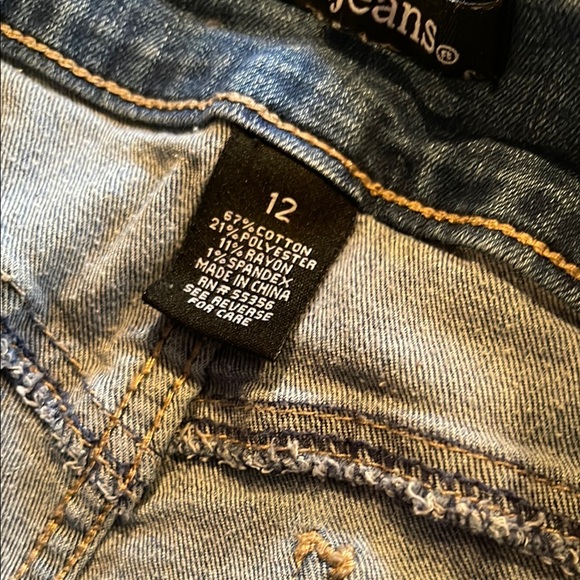 jeans®
12
67% COTTON
21% POLYESTER
11% RAYON
1% SPANDEX
MADE IN CHINA
RN# 55356
SEE REVERSE
FOR CARE